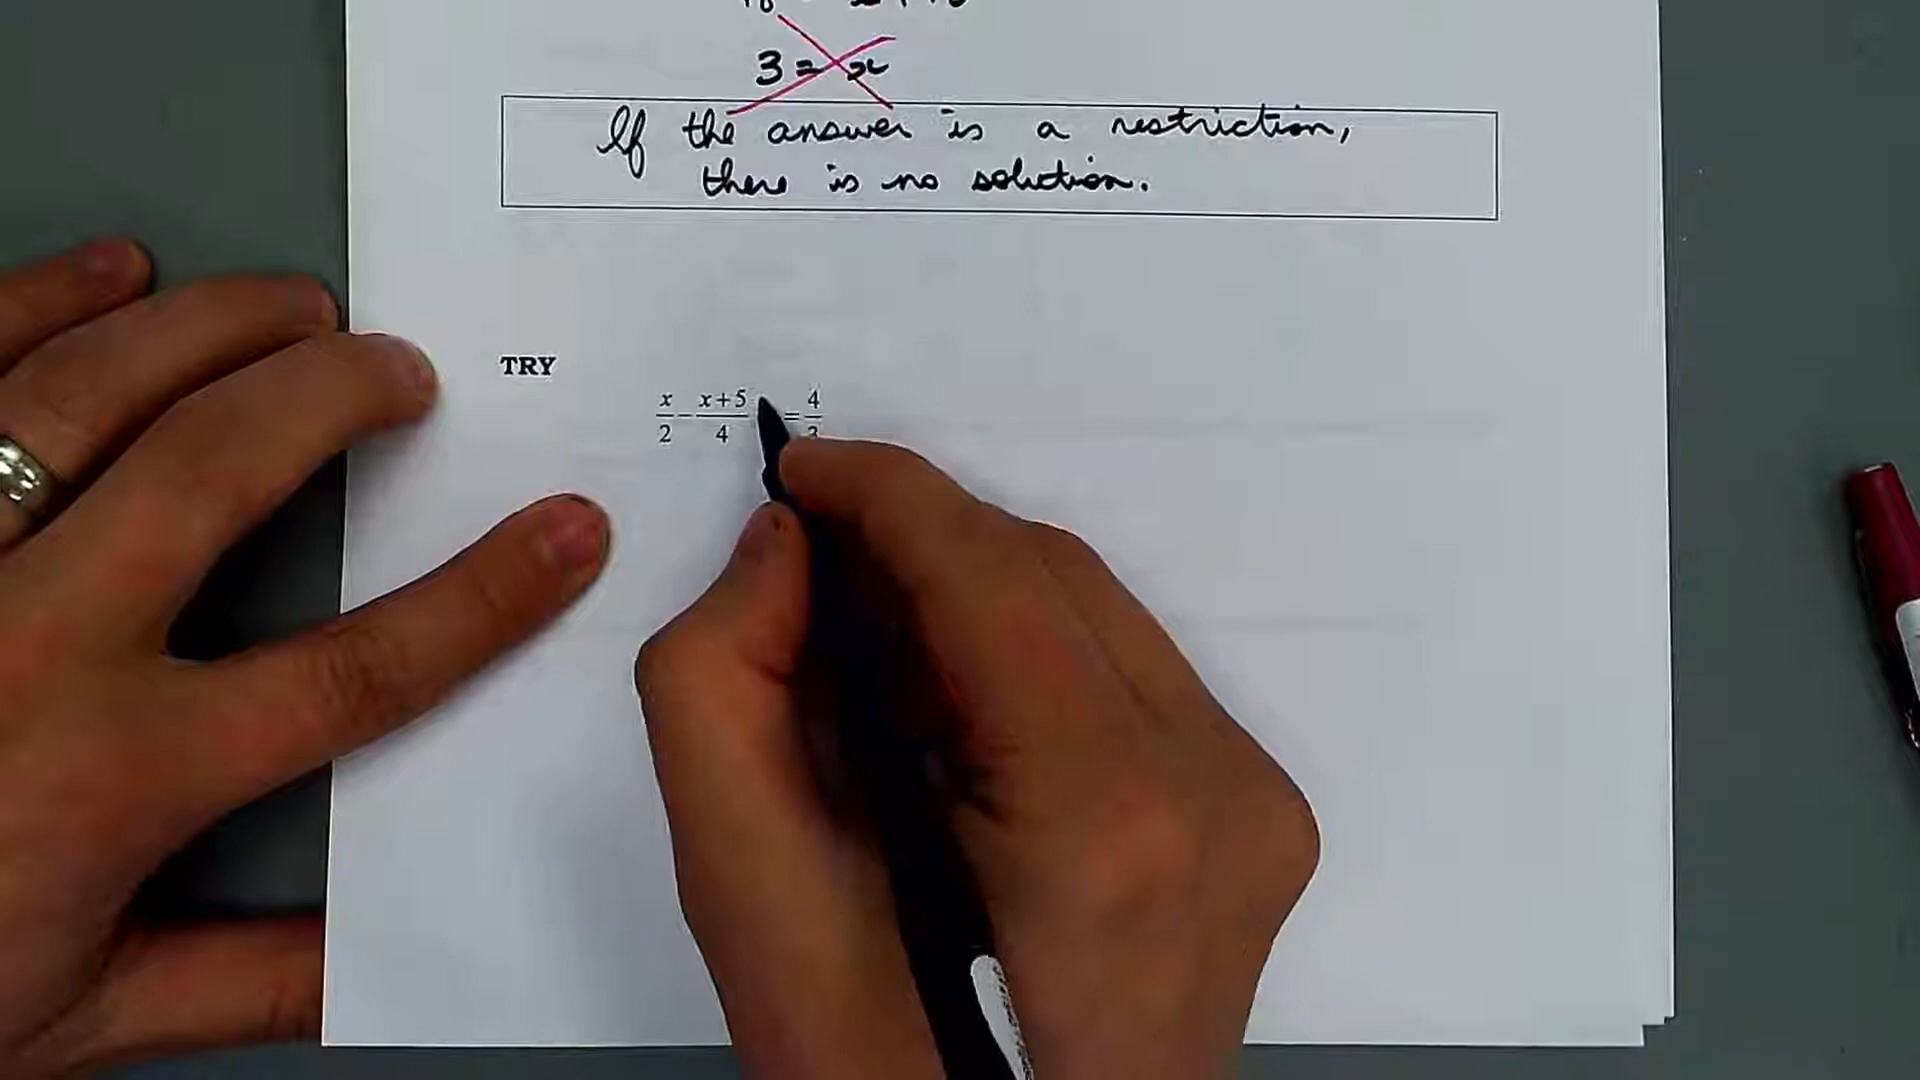 3 = x
If the answer is a restriction,
there is no solution.
TRY
x/2 - x+5/4 = 4/3